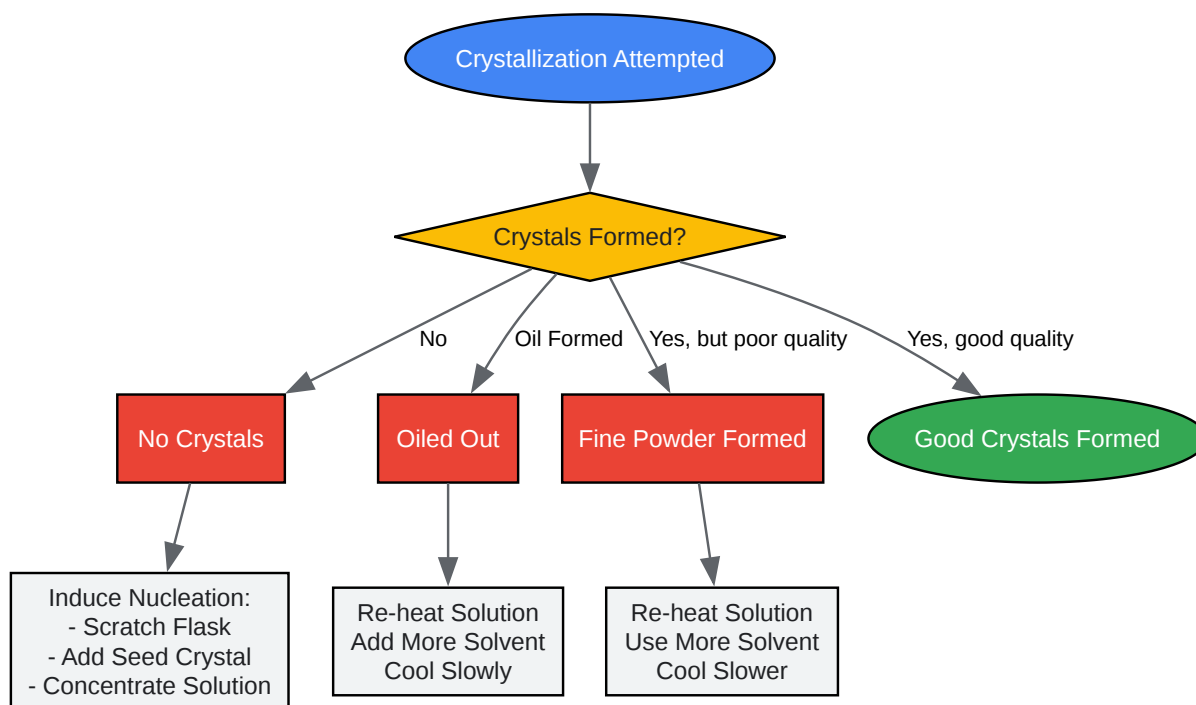 Crystallization Attempted
Crystals Formed?
No
Oil Formed
Yes, but poor quality
Yes, good quality
No Crystals
Oiled Out
Fine Powder Formed
Good Crystals Formed
Induce Nucleation:
- Scratch Flask
- Add Seed Crystal
- Concentrate Solution
Re-heat Solution
Add More Solvent
Cool Slowly
Re-heat Solution
Use More Solvent
Cool Slower